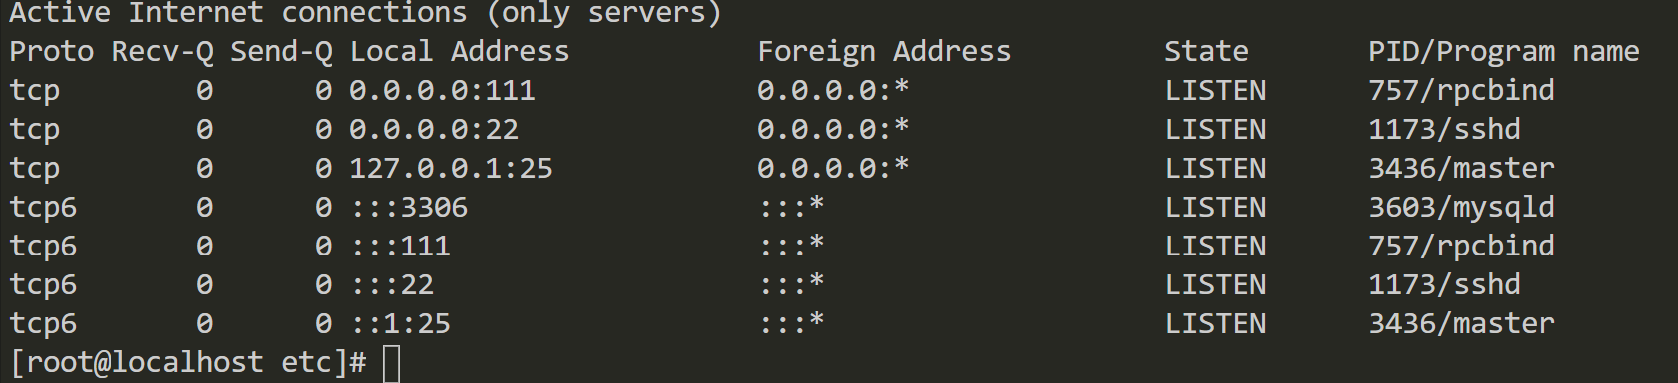 Active Internet connections (only servers)
Proto Recv-Q Send-Q Local Address           Foreign Address         State       PID/Program name
tcp        0      0 0.0.0.0:111             0.0.0.0:*               LISTEN      757/rpcbind
tcp        0      0 0.0.0.0:22              0.0.0.0:*               LISTEN      1173/sshd
tcp        0      0 127.0.0.1:25            0.0.0.0:*               LISTEN      3436/master
tcp6       0      0 :::3306                 :::*                    LISTEN      3603/mysqld
tcp6       0      0 :::111                  :::*                    LISTEN      757/rpcbind
tcp6       0      0 :::22                   :::*                    LISTEN      1173/sshd
tcp6       0      0 ::1:25                  :::*                    LISTEN      3436/master
[root@localhost etc]#